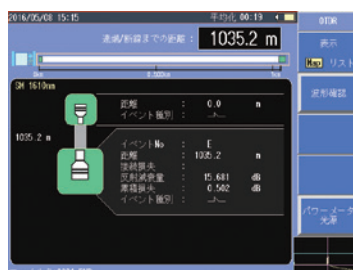 2016/05/08 15:15 平均化 00:19
遠端/断線までの距離 : 1035.2 m
0km 0.500km 1km
SM 1610nm
距離 : 0.0 m
イベント種別 :
1035.2 m
イベントNo : E
距離 : 1035.2 m
接続損失 :
反射減衰量 : 15.681 dB
累積損失 : 0.502 dB
イベント種別 :
OTDR
表示
Map リスト
波形確認
パワーメータ
光源